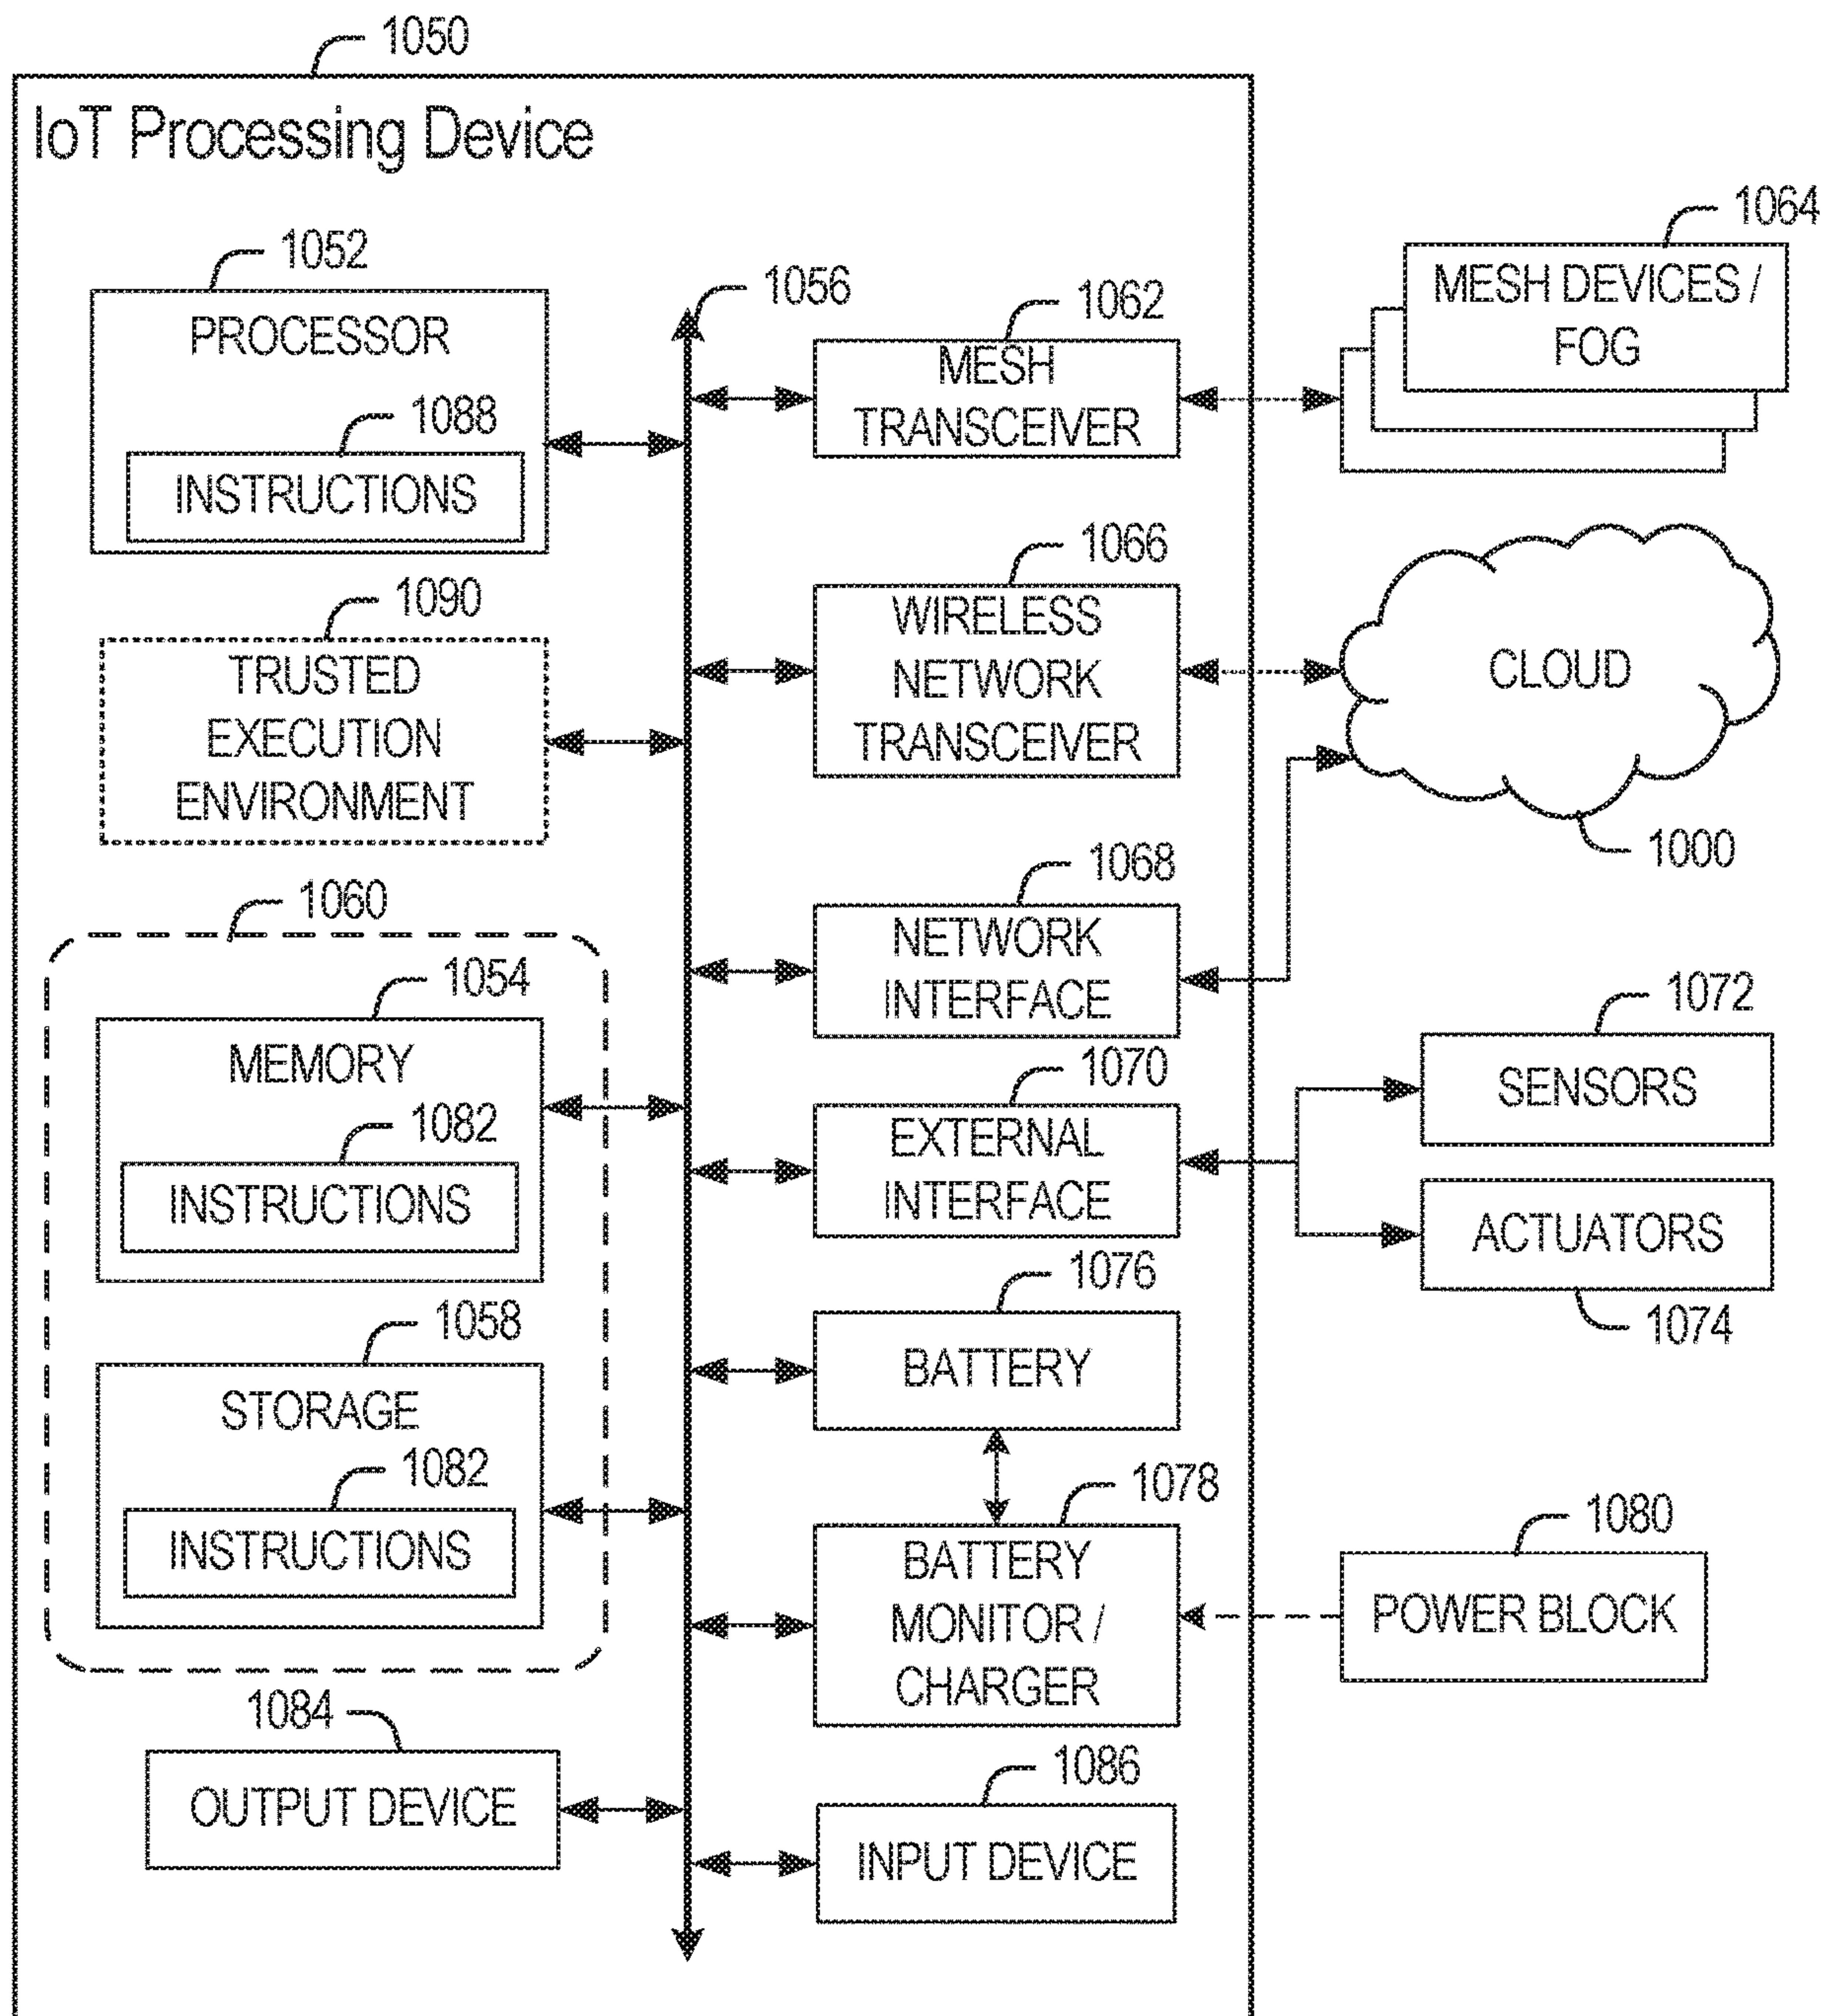 1050
IoT Processing Device
1052
PROCESSOR
1088
INSTRUCTIONS
1090
TRUSTED
EXECUTION
ENVIRONMENT
1060
1054
MEMORY
1082
INSTRUCTIONS
1058
STORAGE
1082
INSTRUCTIONS
1084
OUTPUT DEVICE
1056
1062
MESH
TRANSCEIVER
1066
WIRELESS
NETWORK
TRANSCEIVER
1068
NETWORK
INTERFACE
1070
EXTERNAL
INTERFACE
1076
BATTERY
1078
BATTERY
MONITOR /
CHARGER
1086
INPUT DEVICE
1064
MESH DEVICES /
FOG
CLOUD
1000
1072
SENSORS
ACTUATORS
1074
1080
POWER BLOCK